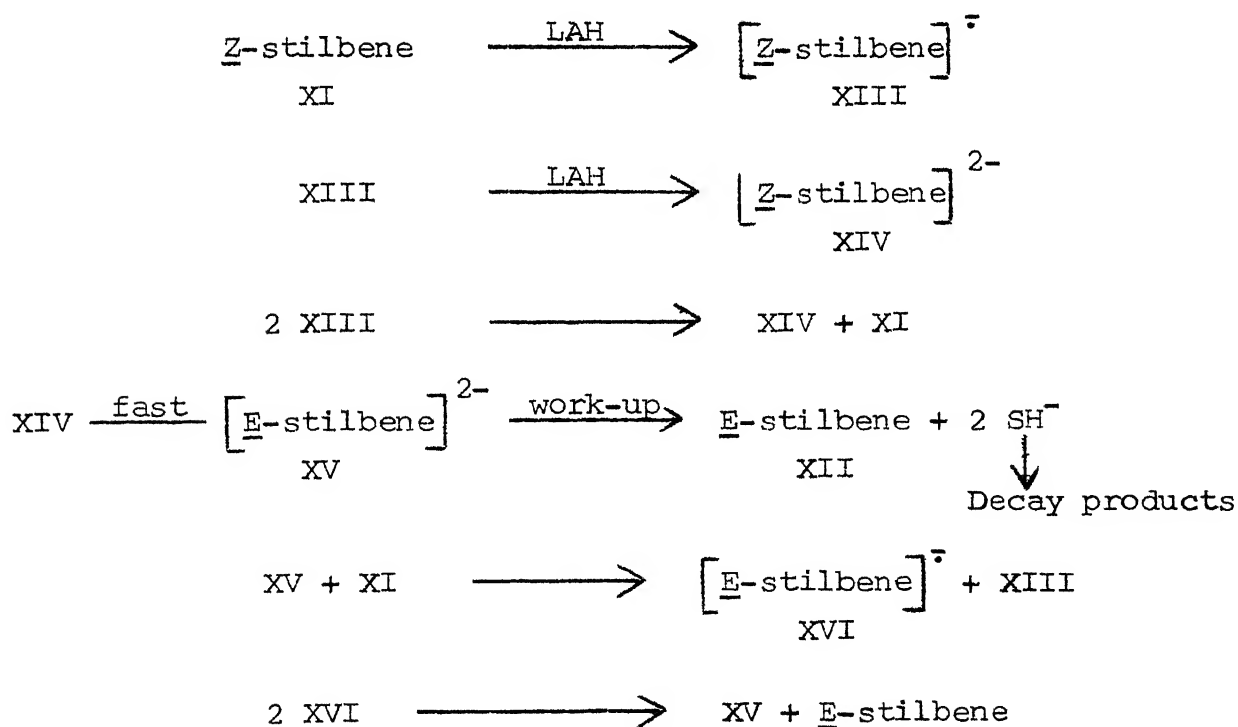 Z-stilbene LAH [Z-stilbene]⨪
XI XIII
XIII LAH [Z-stilbene]2-
XIV
2 XIII XIV + XI
XIV fast [E-stilbene]2- work-up E-stilbene + 2 SH-
XV XII
Decay products
XV + XI [E-stilbene]⨪ + XIII
XVI
2 XVI XV + E-stilbene